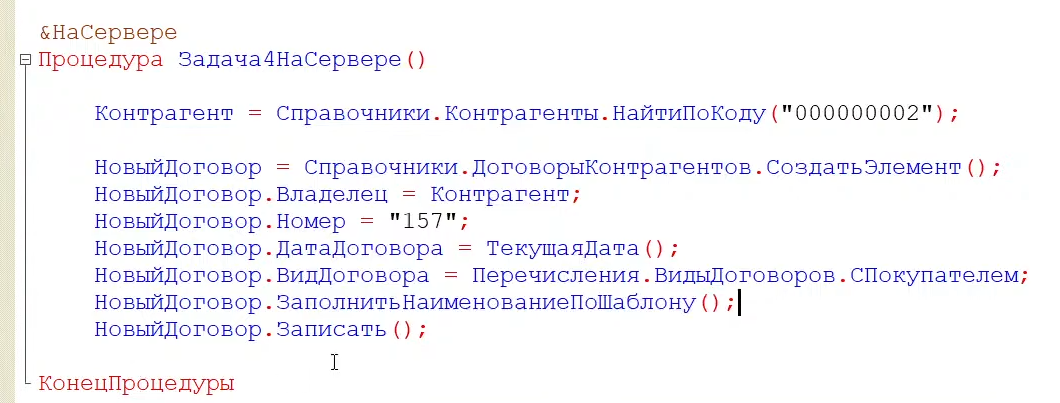 &НаСервере
Процедура Задача4НаСервере()
Контрагент = Справочники.Контрагенты.НайтиПоКоду("000000002");
НовыйДоговор = Справочники.ДоговорыКонтрагентов.СоздатьЭлемент();
НовыйДоговор.Владелец = Контрагент;
НовыйДоговор.Номер = "157";
НовыйДоговор.ДатаДоговора = ТекущаяДата();
НовыйДоговор.ВидДоговора = Перечисления.ВидыДоговоров.СПокупателем;
НовыйДоговор.ЗаполнитьНаименованиеПоШаблону();
НовыйДоговор.Записать();
КонецПроцедуры